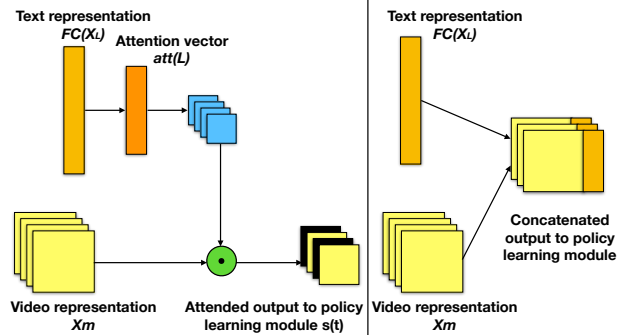 Text representation
FC(XL)
Attention vector
att(L)
Video representation
Xm
Attended output to policy
learning module s(t)
Text representation
FC(XL)
Concatenated
output to policy
learning module
Video representation
Xm